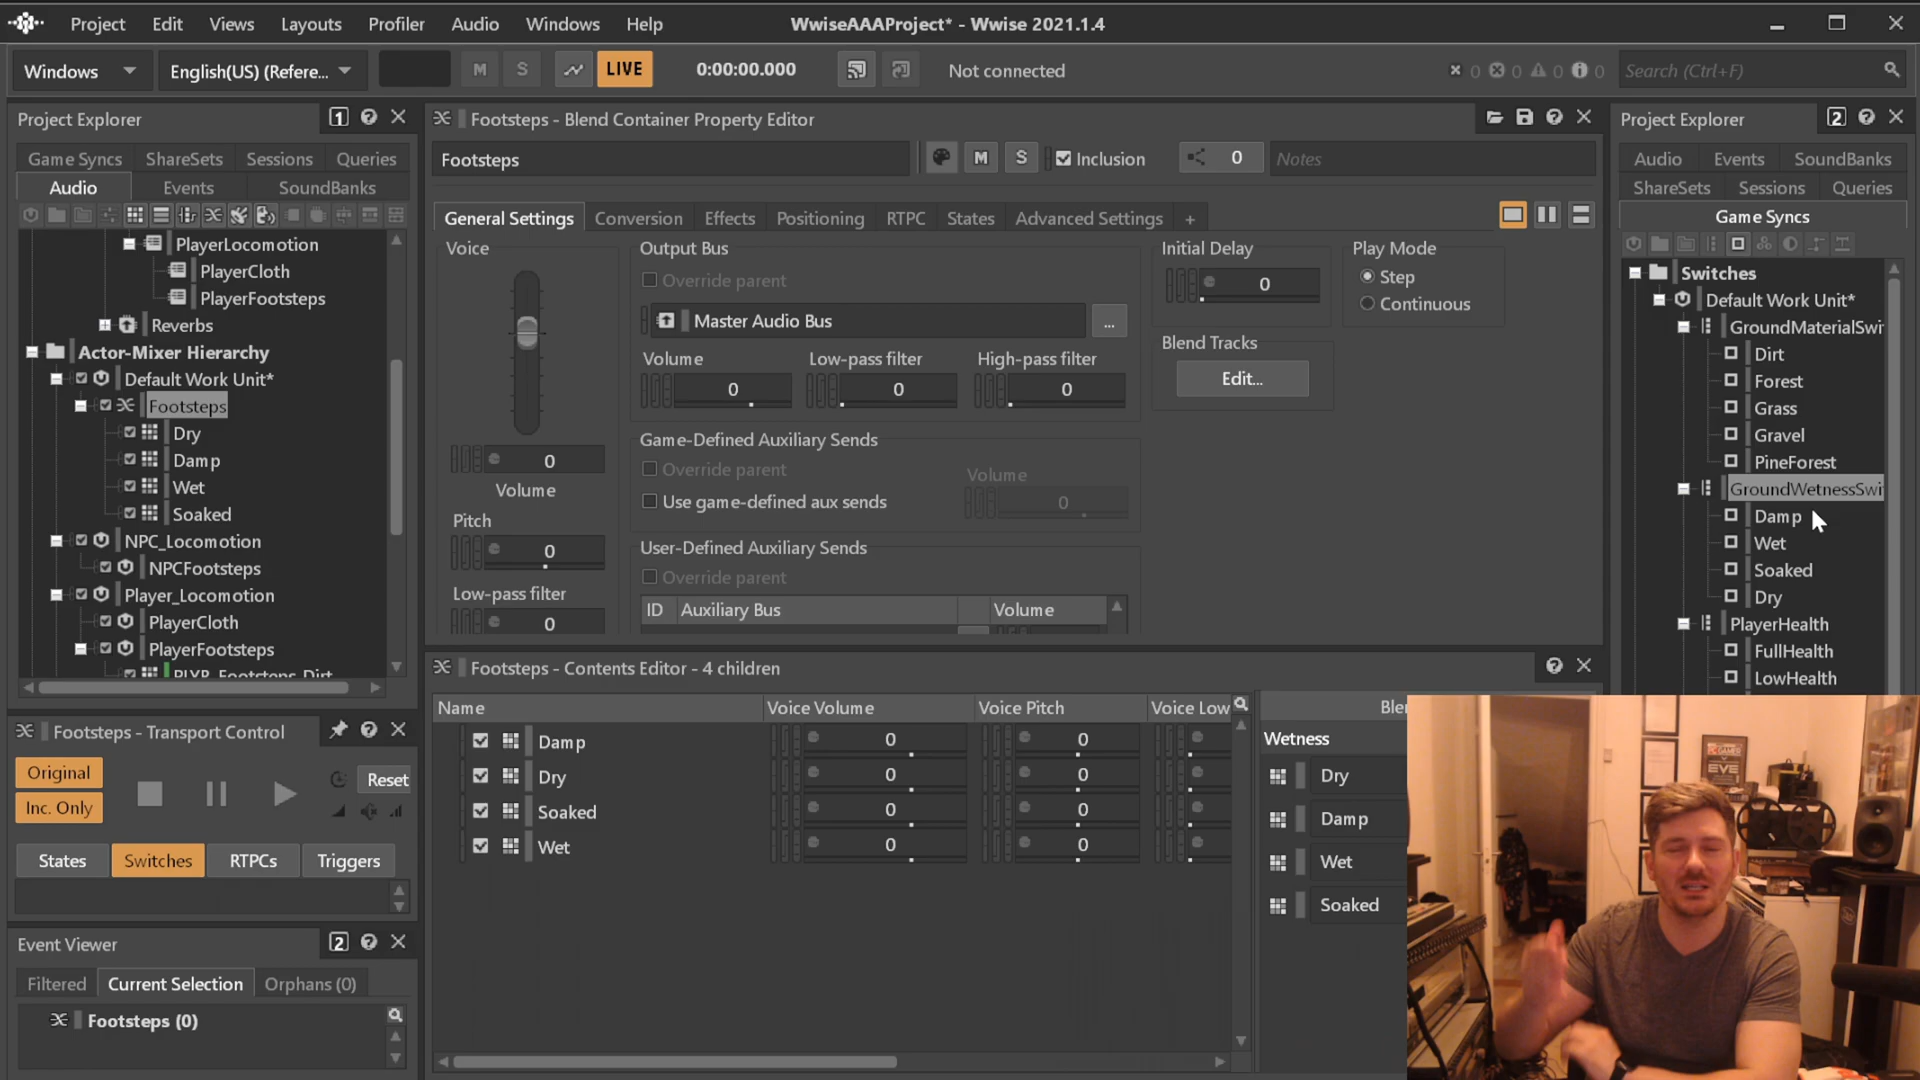 Project Edit Views Layouts Profiler Audio Windows Help WwiseAAAProject* - Wwise 2021.1.4
Windows English(US) (Refere... M S LIVE 0:00:00.000 Not connected 0 0 0 0 Search (Ctrl+F)
Project Explorer 1
Game Syncs ShareSets Sessions Queries
Audio Events SoundBanks
PlayerLocomotion
PlayerCloth
PlayerFootsteps
Reverbs
Actor-Mixer Hierarchy
Default Work Unit*
Footsteps
Dry
Damp
Wet
Soaked
NPC_Locomotion
NPCFootsteps
Player_Locomotion
PlayerCloth
PlayerFootsteps
PLYR_Footsteps_Dirt
Footsteps - Transport Control
Original
Inc. Only
Reset
States Switches RTPCs Triggers
Event Viewer 2
Filtered Current Selection Orphans (0)
Footsteps (0)
Footsteps - Blend Container Property Editor
Footsteps M S Inclusion 0 Notes
General Settings Conversion Effects Positioning RTPC States Advanced Settings +
Voice
0
Volume
Pitch
0
Low-pass filter
0
Output Bus
Override parent
Master Audio Bus ...
Volume Low-pass filter High-pass filter
0 0 0
Game-Defined Auxiliary Sends
Override parent
Use game-defined aux sends
Volume
0
User-Defined Auxiliary Sends
Override parent
ID Auxiliary Bus Volume
Initial Delay
0
Play Mode
Step
Continuous
Blend Tracks
Edit...
Footsteps - Contents Editor - 4 children
Name Voice Volume Voice Pitch Voice Low
Damp 0 0
Dry 0 0
Soaked 0 0
Wet 0 0
Ble
Wetness
Dry
Damp
Wet
Soaked
Project Explorer 2
Audio Events SoundBanks
ShareSets Sessions Queries
Game Syncs
Switches
Default Work Unit*
GroundMaterialSwi
Dirt
Forest
Grass
Gravel
PineForest
GroundWetnessSwi
Damp
Wet
Soaked
Dry
PlayerHealth
FullHealth
LowHealth
EVE